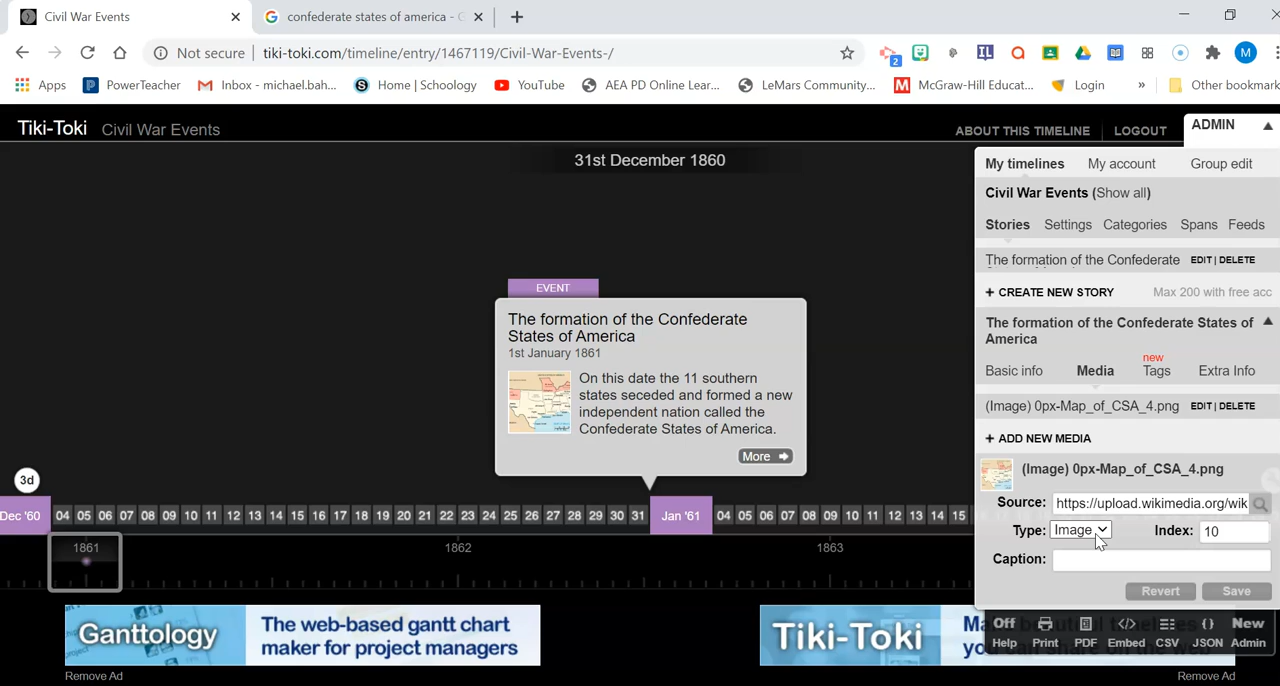 Civil War Events
confederate states of america - G
Not secure | tiki-toki.com/timeline/entry/1467119/Civil-War-Events-/
2
IL
M
Apps
PowerTeacher
Inbox - michael.bah...
Home | Schoology
YouTube
AEA PD Online Lear...
LeMars Community...
McGraw-Hill Educat...
Login
»
Other bookmark
Tiki-Toki Civil War Events
ABOUT THIS TIMELINE
LOGOUT
ADMIN
31st December 1860
My timelines
My account
Group edit
Civil War Events (Show all)
Stories
Settings
Categories
Spans
Feeds
The formation of the Confederate
EDIT | DELETE
+ CREATE NEW STORY
Max 200 with free acc
The formation of the Confederate States of
America
new
Basic info
Media
Tags
Extra Info
(Image) 0px-Map_of_CSA_4.png
EDIT | DELETE
+ ADD NEW MEDIA
(Image) 0px-Map_of_CSA_4.png
Source: https://upload.wikimedia.org/wik
Type: Image
Index: 10
Caption:
Revert
Save
EVENT
The formation of the Confederate
States of America
1st January 1861
On this date the 11 southern
states seceded and formed a new
independent nation called the
Confederate States of America.
More
3d
Dec '60 04 05 06 07 08 09 10 11 12 13 14 15 16 17 18 19 20 21 22 23 24 25 26 27 28 29 30 31 Jan '61 04 05 06 07 08 09 10 11 12 13 14 15
1861
1862
1863
Ganttology
The web-based gantt chart
maker for project managers
Tiki-Toki
Off
Help
Print
PDF
Embed
CSV
JSON
New
Admin
Remove Ad
Remove Ad